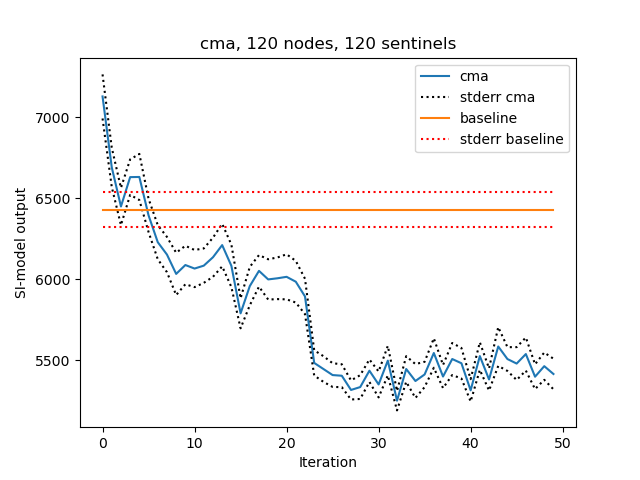 cma, 120 nodes, 120 sentinels
cma
stderr cma
baseline
stderr baseline
7000
6500
6000
5500
SI-model output
0 10 20 30 40 50
Iteration